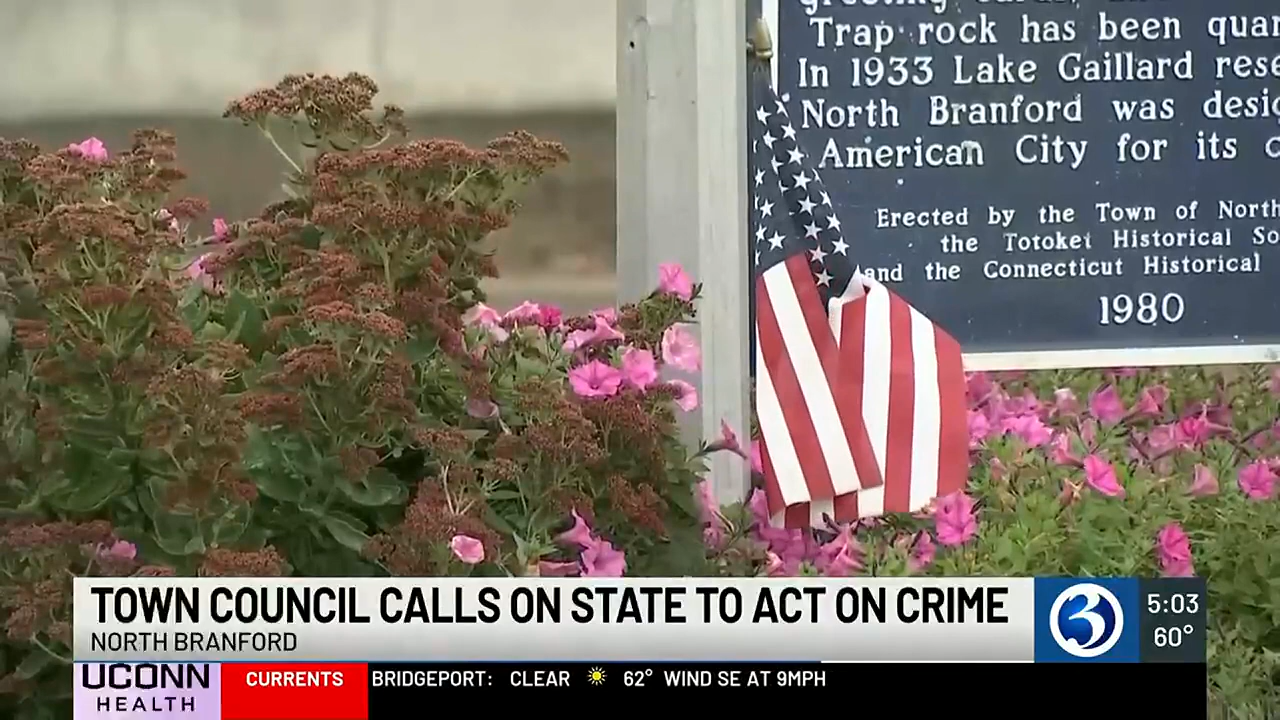 Trap rock has been quar
In 1933 Lake Gaillard rese
North Branford was desig
American City for its c
Erected by the Town of North
the Totoket Historical So
and the Connecticut Historical
1980
TOWN COUNCIL CALLS ON STATE TO ACT ON CRIME
NORTH BRANFORD
3
5:03
60°
UCONN
HEALTH
CURRENTS
BRIDGEPORT: CLEAR 62° WIND SE AT 9MPH